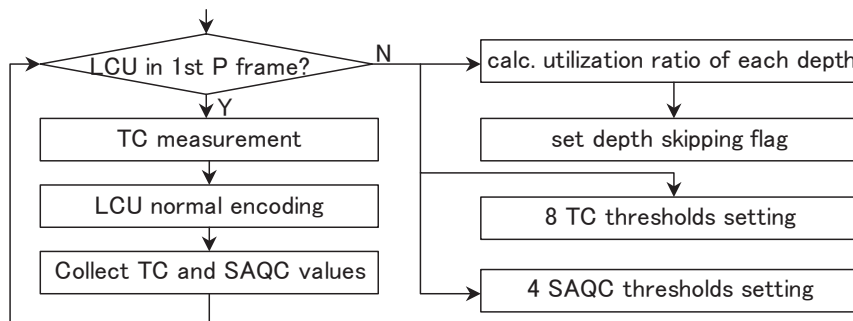 LCU in 1st P frame?
N
Y
TC measurement
LCU normal encoding
Collect TC and SAQC values
calc. utilization ratio of each depth
set depth skipping flag
8 TC thresholds setting
4 SAQC thresholds setting